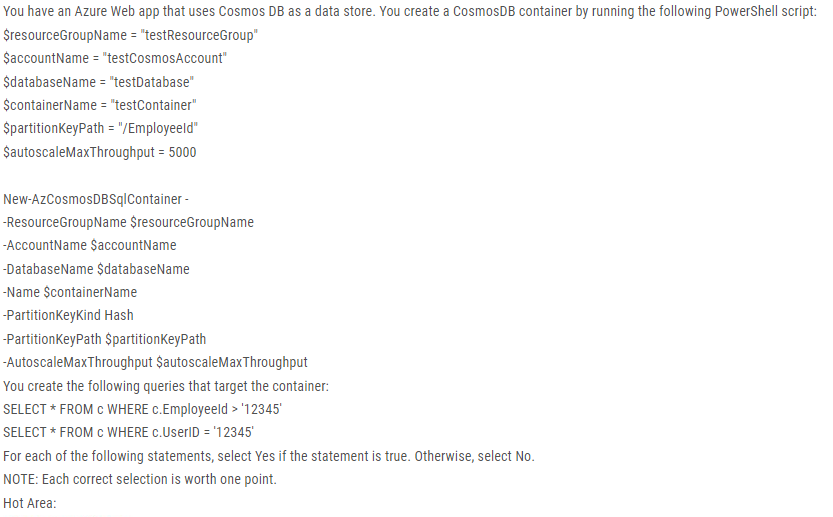 You have an Azure Web app that uses Cosmos DB as a data store. You create a CosmosDB container by running the following PowerShell script:
$resourceGroupName = "testResourceGroup"
$accountName = "testCosmosAccount"
$databaseName = "testDatabase"
$containerName = "testContainer"
$partitionKeyPath = "/EmployeeId"
$autoscaleMaxThroughput = 5000
New-AzCosmosDBSqlContainer -
-ResourceGroupName $resourceGroupName
-AccountName $accountName
-DatabaseName $databaseName
-Name $containerName
-PartitionKeyKind Hash
-PartitionKeyPath $partitionKeyPath
-AutoscaleMaxThroughput $autoscaleMaxThroughput
You create the following queries that target the container:
SELECT * FROM c WHERE c.EmployeeId > '12345'
SELECT * FROM c WHERE c.UserID = '12345'
For each of the following statements, select Yes if the statement is true. Otherwise, select No.
NOTE: Each correct selection is worth one point.
Hot Area: